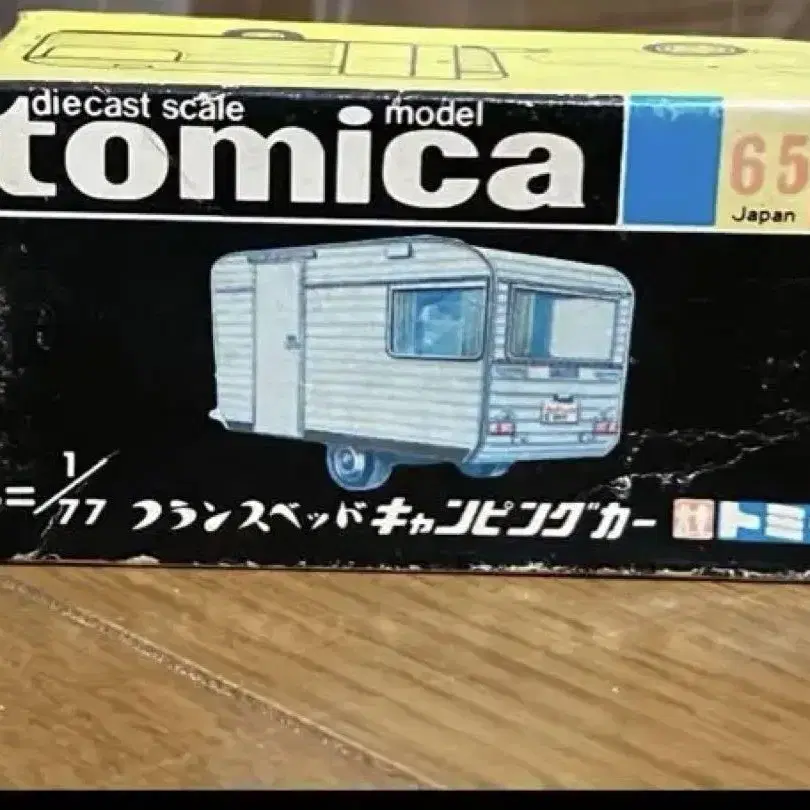 diecast scale model
tomica
65
Japan
=1/77 フランスベッド キャンピングカー トミ